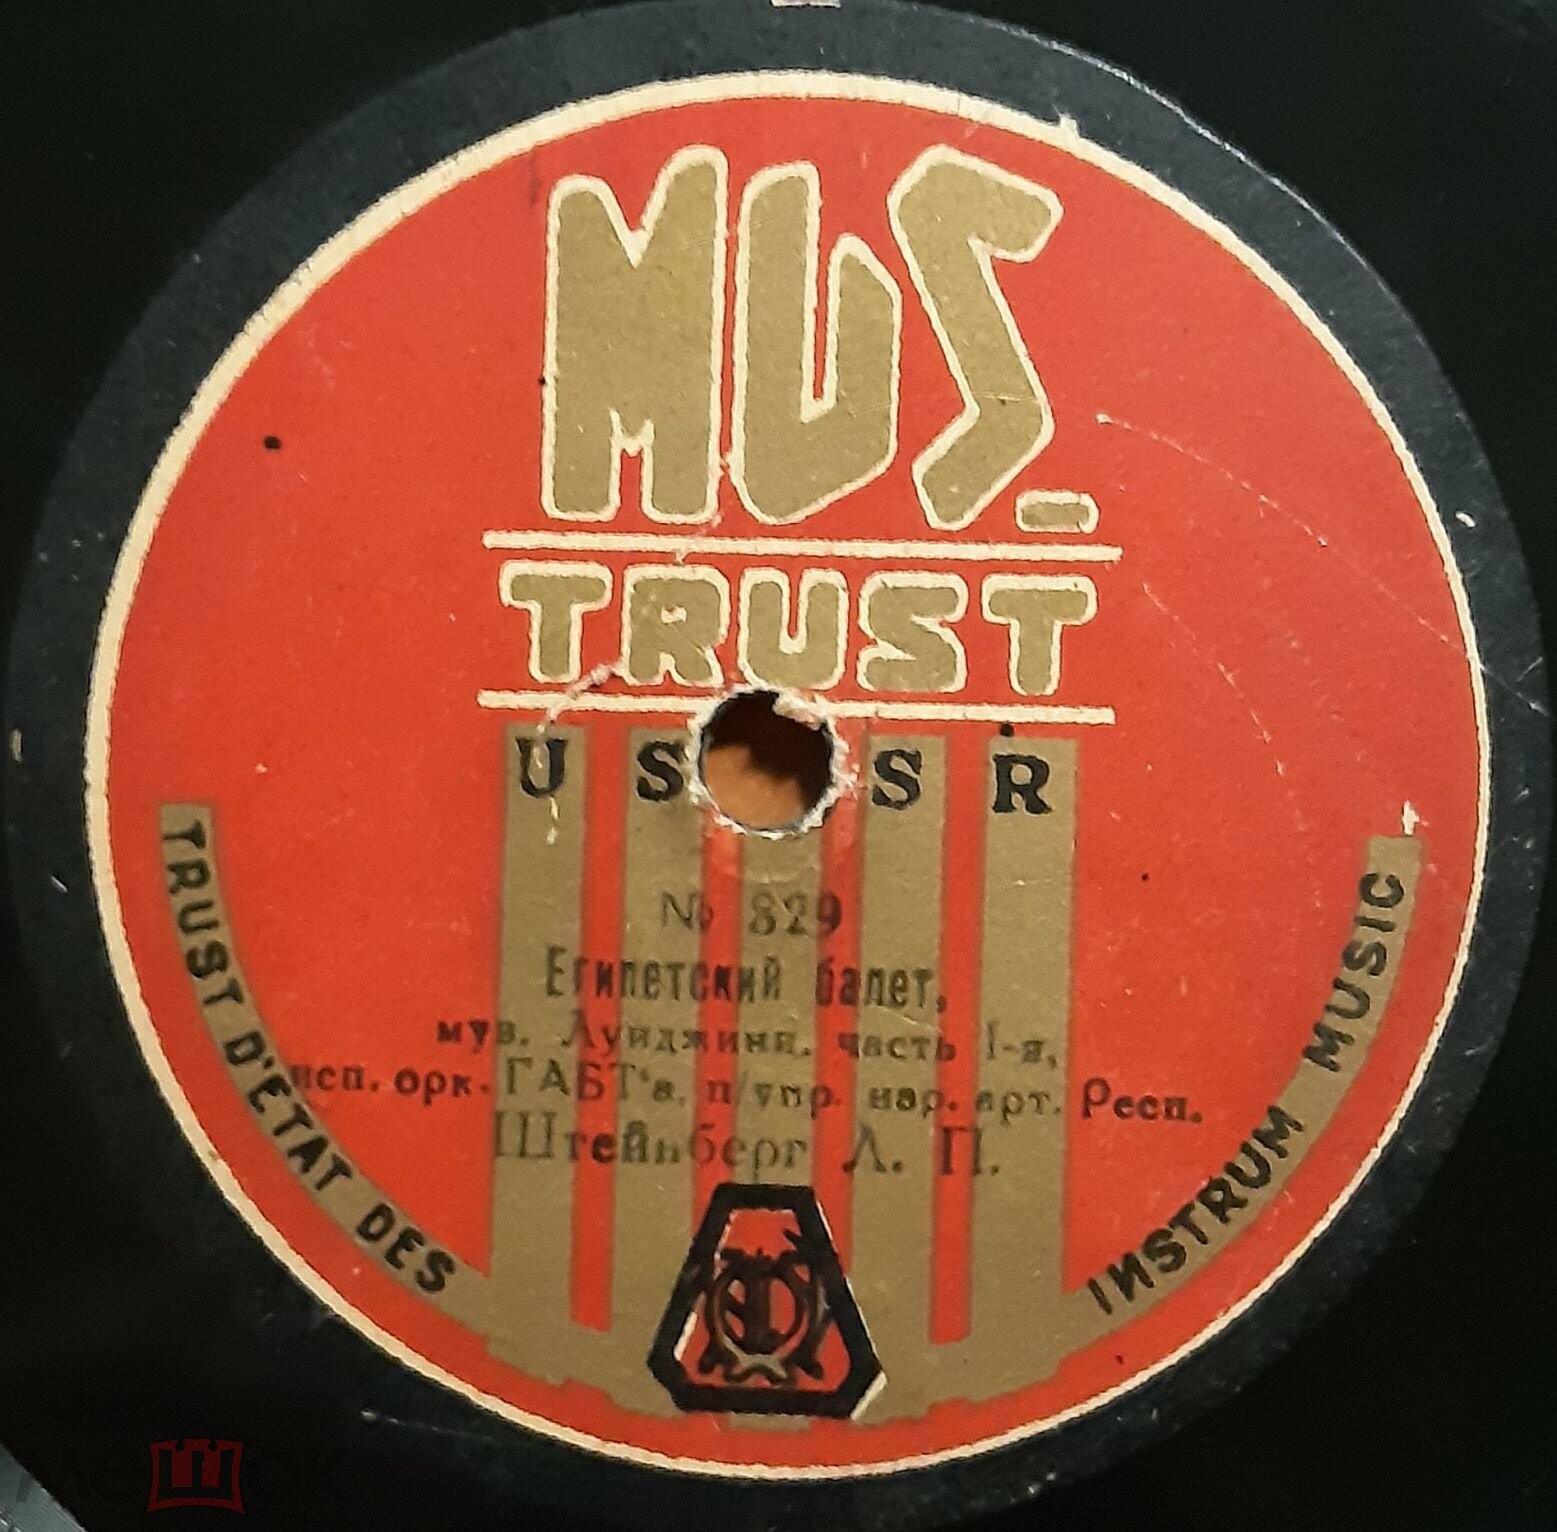 MUS.
TRUST
U S S R
№ 829
Египетский балет,
муз. Луиджини, часть I-я,
исп. орк. ГАБТ'а, п/упр. нар. арт. Респ.
Штейнберг Л. П.
TRUST D'ETAT DES
INSTRUM MUSIC
мешок